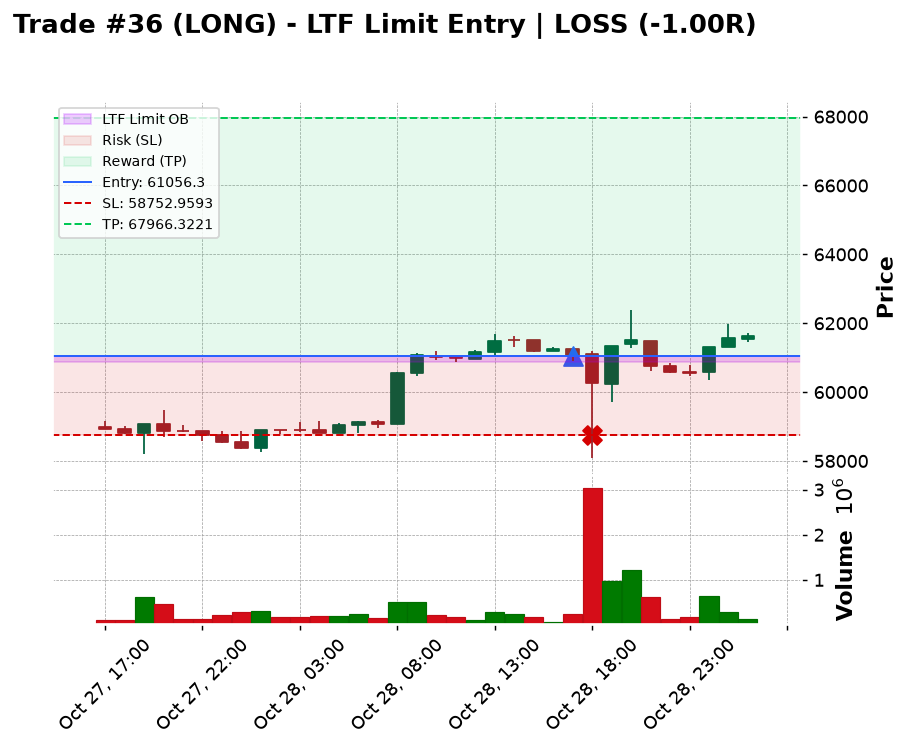 Trade #36 (LONG) - LTF Limit Entry | LOSS (-1.00R)
LTF Limit OB
Risk (SL)
Reward (TP)
Entry: 61056.3
SL: 58752.9593
TP: 67966.3221
68000
66000
64000
62000
60000
58000
Price
3
2
1
Volume 10⁶
Oct 27, 17:00
Oct 27, 22:00
Oct 28, 03:00
Oct 28, 08:00
Oct 28, 13:00
Oct 28, 18:00
Oct 28, 23:00